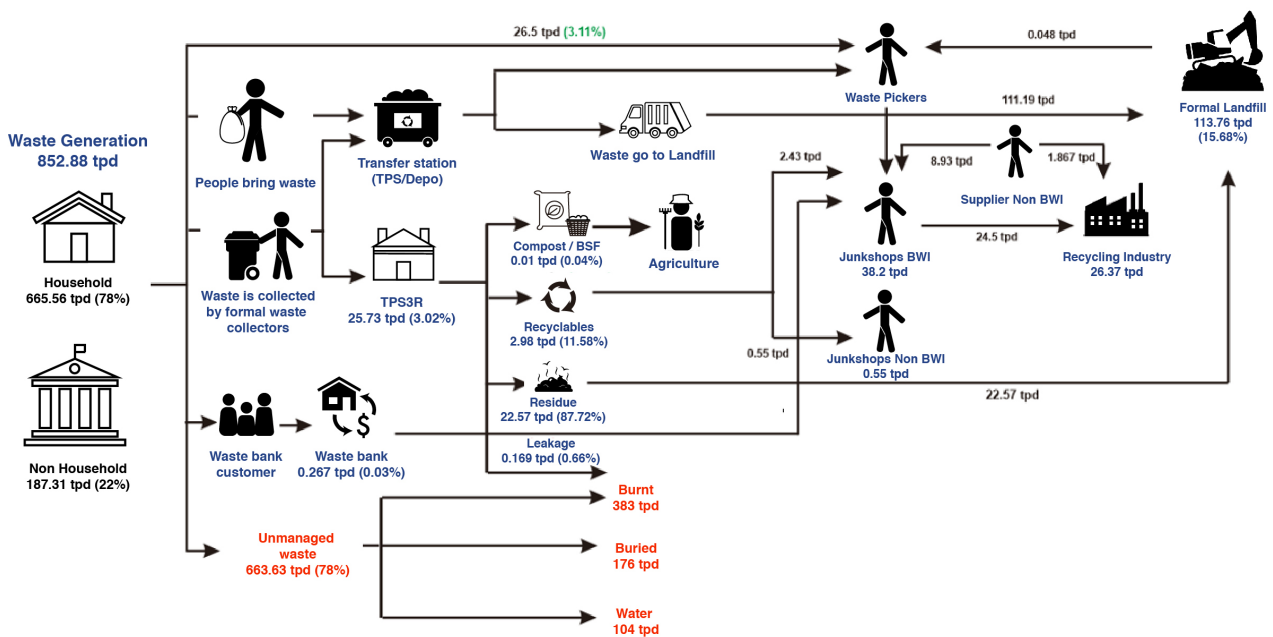 26.5 tpd (3.11%)
0.048 tpd
Waste Pickers
Formal Landfill
113.76 tpd
(15.68%)
111.19 tpd
Waste Generation
852.88 tpd
People bring waste
Transfer station
(TPS/Depo)
Waste go to Landfill
2.43 tpd
8.93 tpd
1.867 tpd
Supplier Non BWI
Household
665.56 tpd (78%)
Waste is collected
by formal waste
collectors
TPS3R
25.73 tpd (3.02%)
Compost / BSF
0.01 tpd (0.04%)
Agriculture
Junkshops BWI
38.2 tpd
24.5 tpd
Recycling Industry
26.37 tpd
Recyclables
2.98 tpd (11.58%)
0.55 tpd
Junkshops Non BWI
0.55 tpd
Residue
22.57 tpd (87.72%)
22.57 tpd
Non Household
187.31 tpd (22%)
Waste bank
customer
Waste bank
0.267 tpd (0.03%)
Leakage
0.169 tpd (0.66%)
Unmanaged
waste
663.63 tpd (78%)
Burnt
383 tpd
Buried
176 tpd
Water
104 tpd